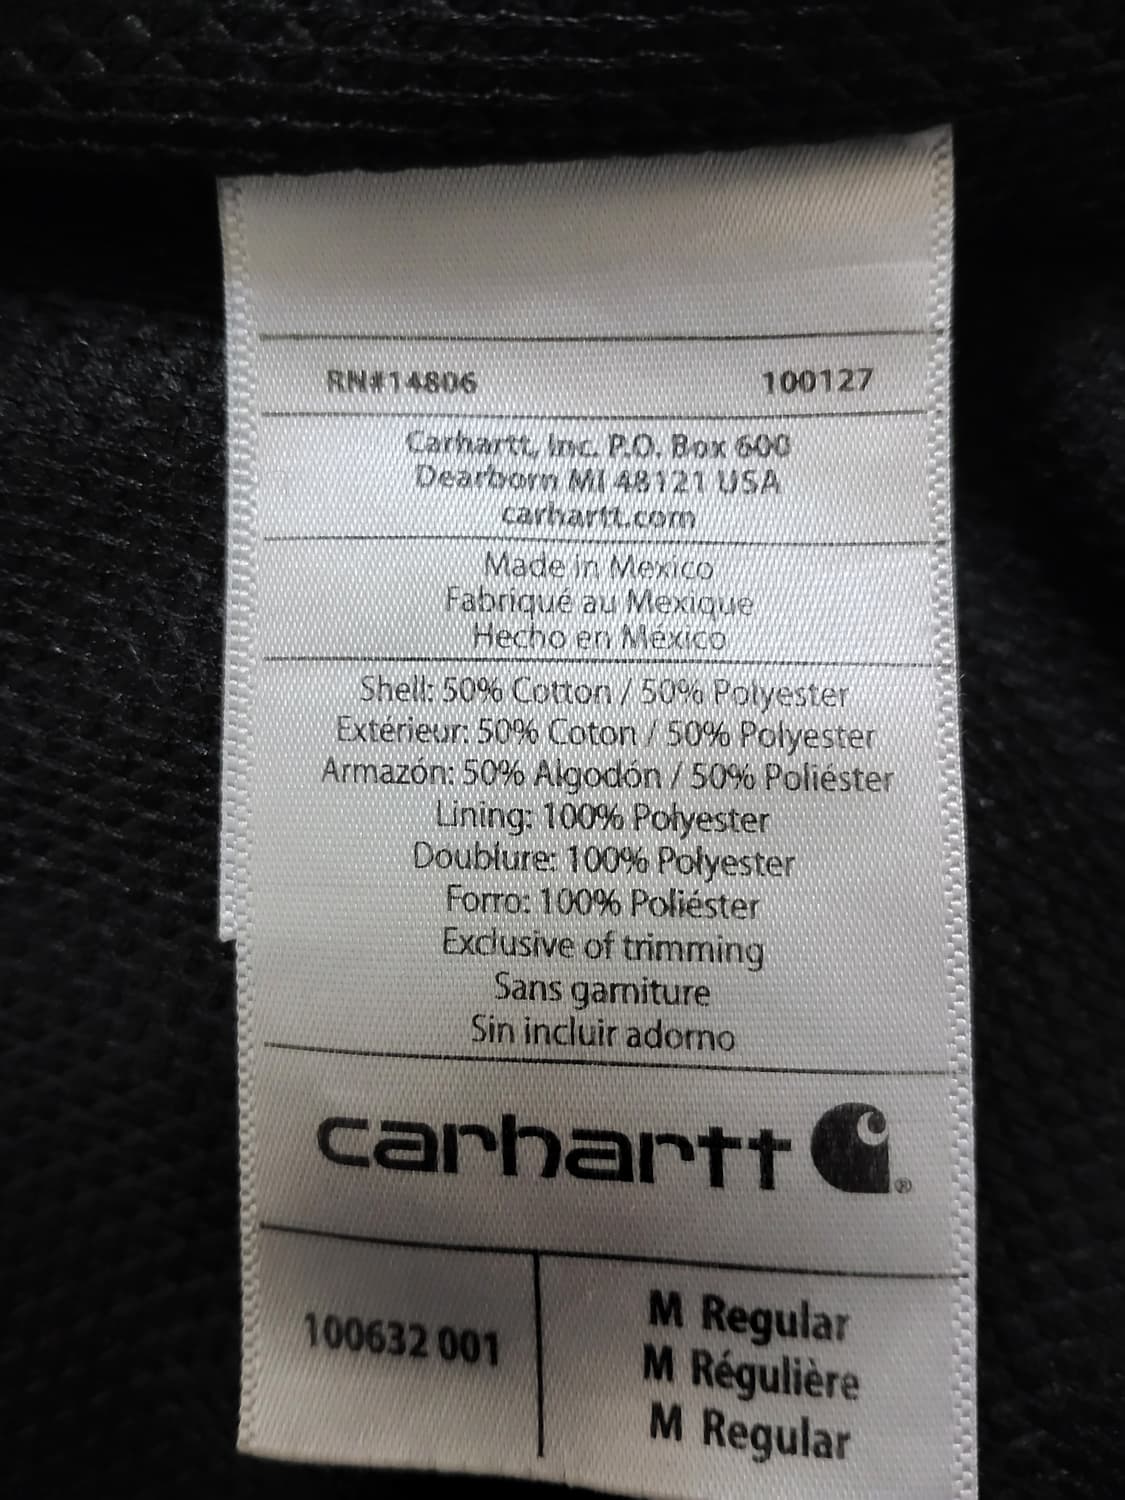 RN#14806 100127
Carhartt, Inc. P.O. Box 600
Dearborn MI 48121 USA
carhartt.com
Made in Mexico
Fabriqué au Mexique
Hecho en México
Shell: 50% Cotton / 50% Polyester
Extérieur: 50% Coton / 50% Polyester
Armazón: 50% Algodón / 50% Poliéster
Lining: 100% Polyester
Doublure: 100% Polyester
Forro: 100% Poliéster
Exclusive of trimming
Sans garniture
Sin incluir adorno
carhartt ®
100632 001
M Regular
M Régulière
M Regular